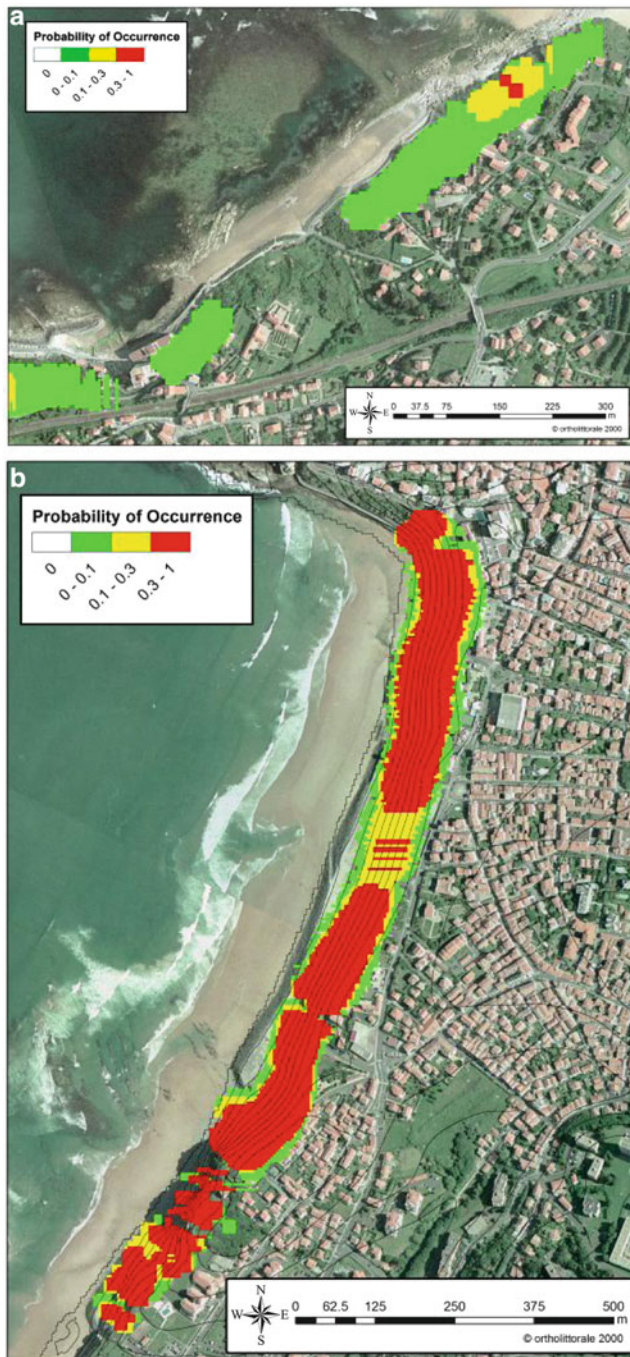 a
Probability of Occurrence
0
0 - 0.1
0.1 - 0.3
0.3 - 1
N
W E
S
0 37.5 75 150 225 300
m
© ortholittorale 2000
b
Probability of Occurrence
0
0 - 0.1
0.1 - 0.3
0.3 - 1
N
W E
S
0 62.5 125 250 375 500
m
© ortholittorale 2000